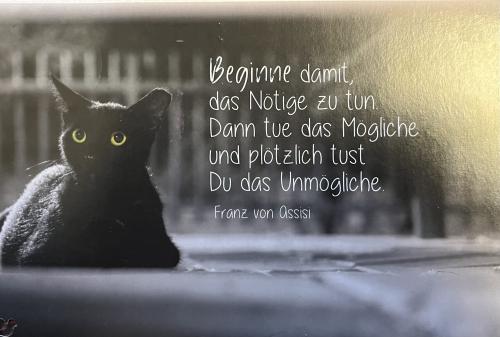 Beginne damit,
das Nötige zu tun.
Dann tue das Mögliche
und plötzlich tust
Du das Unmögliche.
Franz von Assisi